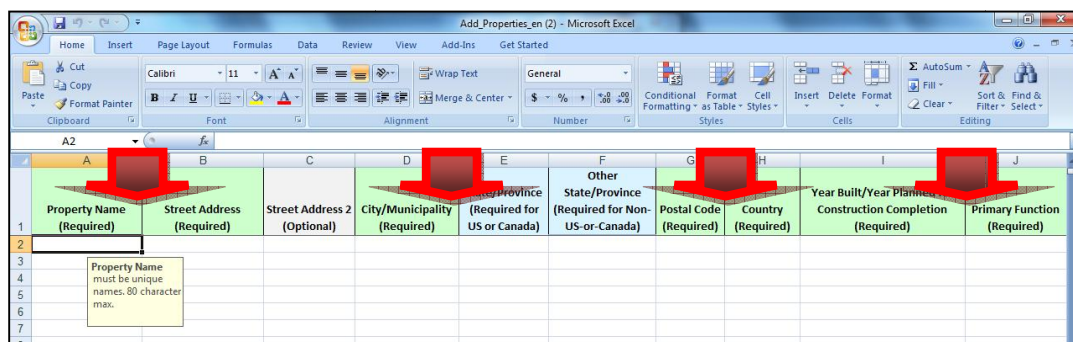 Add_Properties_en (2) - Microsoft Excel
Home Insert Page Layout Formulas Data Review View Add-Ins Get Started
Cut
Copy
Paste
Format Painter
Clipboard
Calibri 11 A A
B I U A
Font
Wrap Text
Merge & Center
Alignment
General
$ % , .0 .00 .00 .0
Number
Conditional Formatting
Format as Table
Cell Styles
Styles
Insert Delete Format
Cells
Σ AutoSum
Fill
Clear
Sort & Filter
Find & Select
Editing
A2 fx
A B C D E F G H I J
1
Property Name (Required)
Street Address (Required)
Street Address 2 (Optional)
City/Municipality (Required)
(Required for US or Canada)
Other State/Province (Required for Non-US-or-Canada)
Postal Code (Required)
Country (Required)
Year Built/Year Planned Construction Completion (Required)
Primary Function (Required)
2
3
4
5
6
7
Property Name
must be unique
names. 80 character
max.